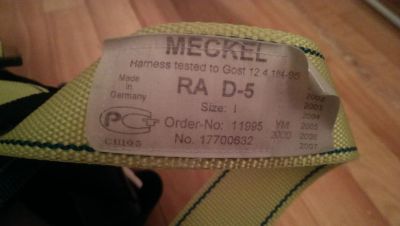 MECKEL
Harness tested to Gost 12.4.184-95
Made in
Germany
RA D-5
Size: I
Order-No: 11995
No. 17700632
YM
2002
2003
2004
2005
2006
2007